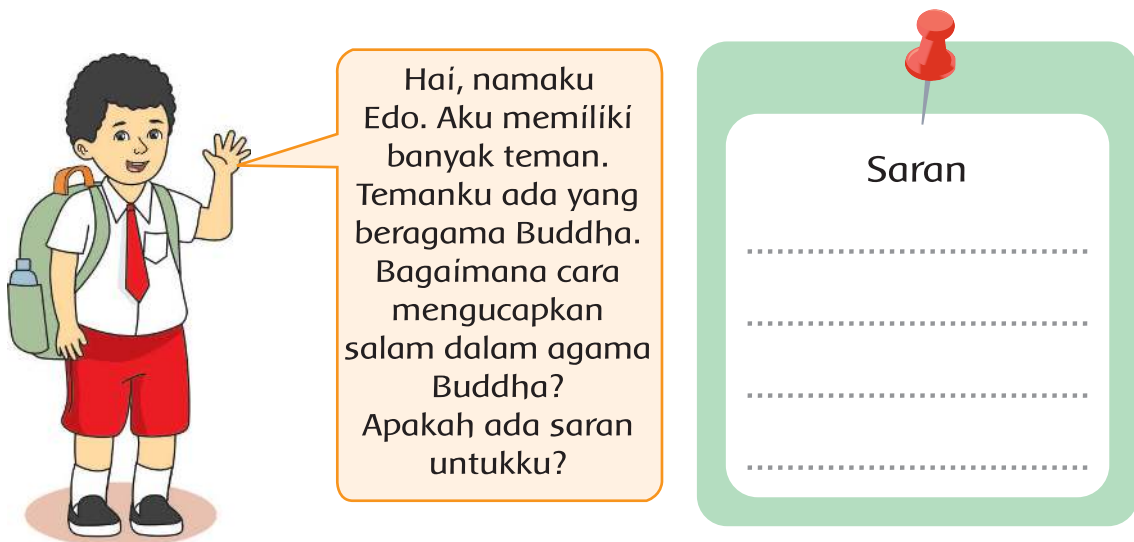 Hai, namaku
Edo. Aku memiliki
banyak teman.
Temanku ada yang
beragama Buddha.
Bagaimana cara
mengucapkan
salam dalam agama
Buddha?
Apakah ada saran
untukku?
Saran